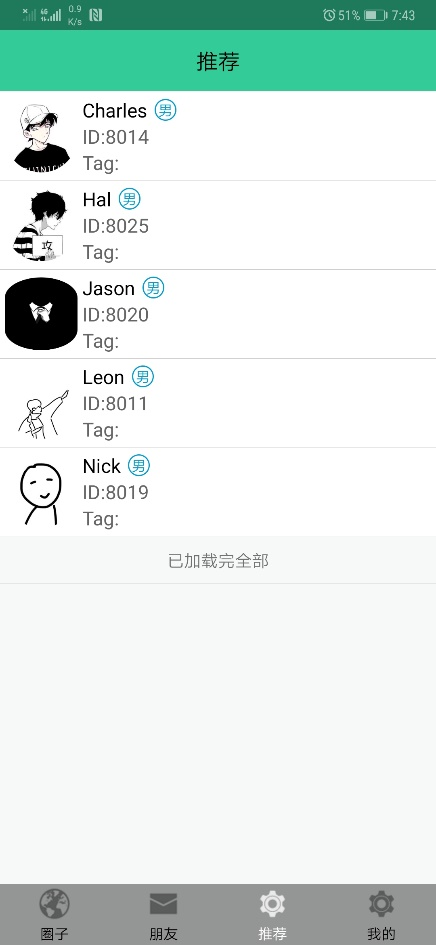 0.9
K/s
51%
7:43
推荐
Charles 男
ID:8014
Tag:
Hal 男
ID:8025
攻
Tag:
Jason 男
ID:8020
Tag:
Leon 男
ID:8011
Tag:
Nick 男
ID:8019
Tag:
已加载完全部
圈子
朋友
推荐
我的